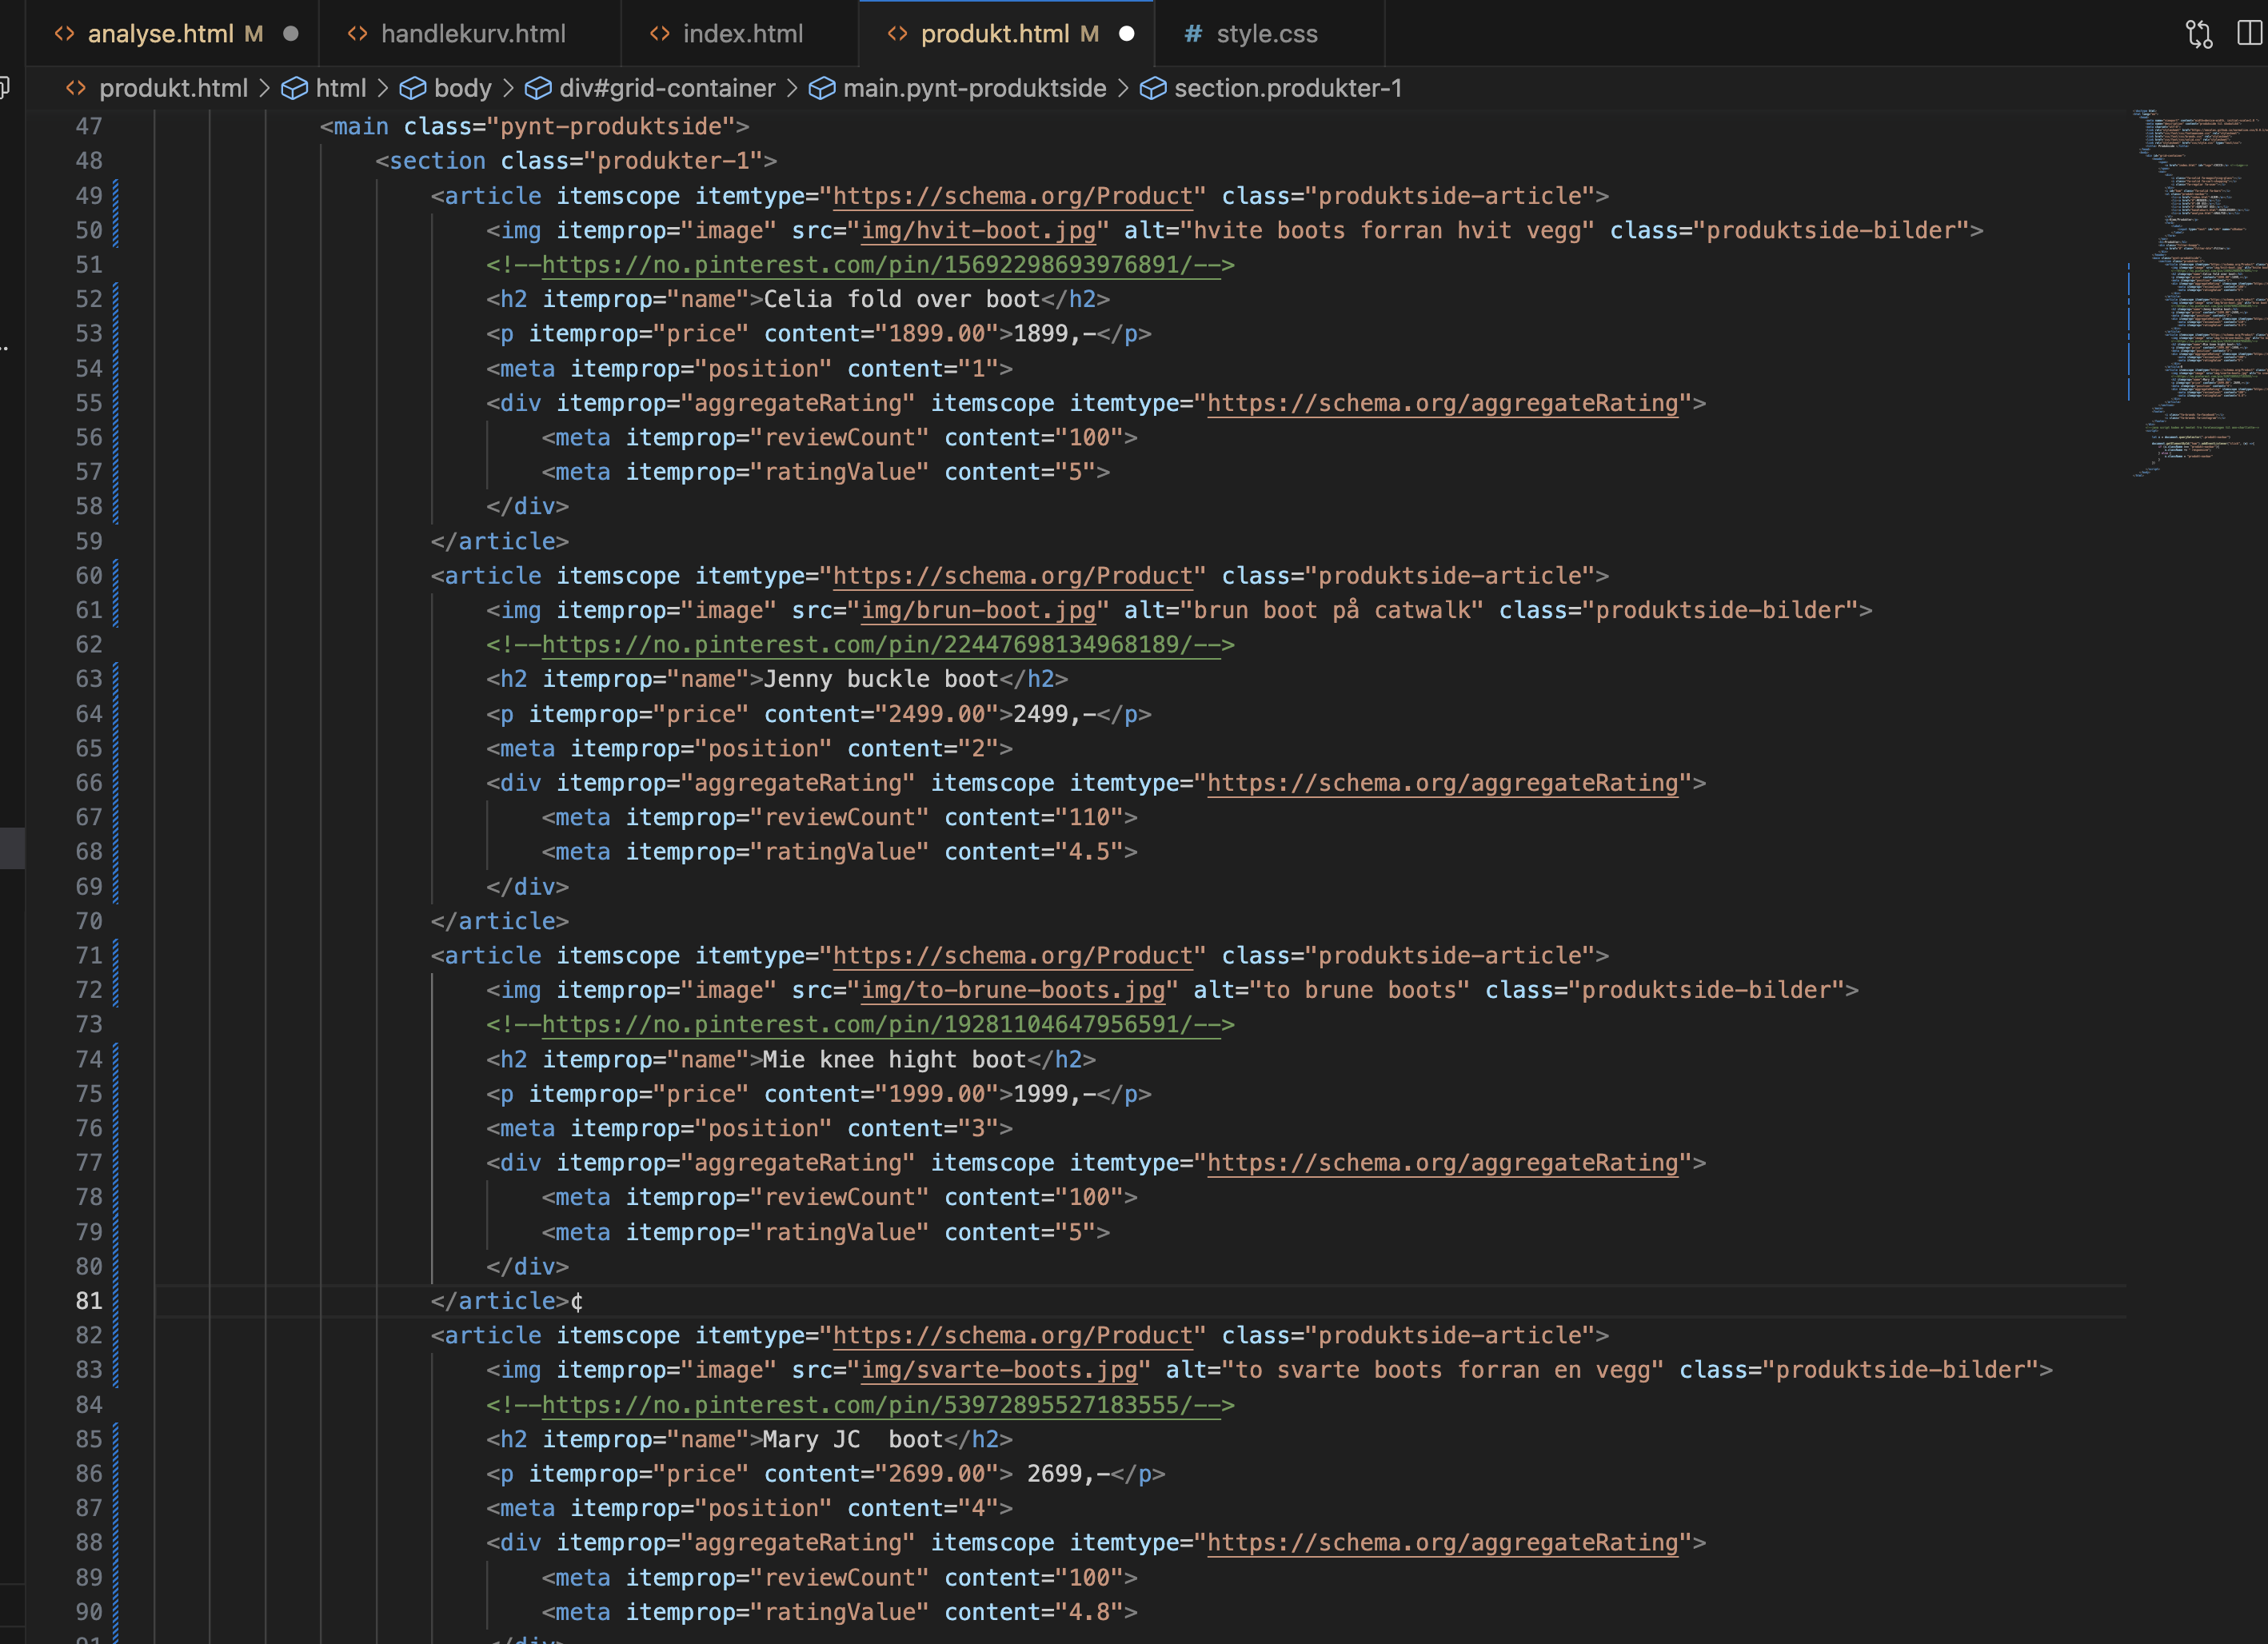 analyse.html M
handlekurv.html
index.html
produkt.html M
# style.css
produkt.html > html > body > div#grid-container > main.pynt-produktside > section.produkter-1
47 <main class="pynt-produktside">
48 <section class="produkter-1">
49 <article itemscope itemtype="https://schema.org/Product" class="produktside-article">
50 <img itemprop="image" src="img/hvit-boot.jpg" alt="hvite boots forran hvit vegg" class="produktside-bilder">
51 <!--https://no.pinterest.com/pin/15692298693976891/-->
52 <h2 itemprop="name">Celia fold over boot</h2>
53 <p itemprop="price" content="1899.00">1899,-</p>
54 <meta itemprop="position" content="1">
55 <div itemprop="aggregateRating" itemscope itemtype="https://schema.org/aggregateRating">
56 <meta itemprop="reviewCount" content="100">
57 <meta itemprop="ratingValue" content="5">
58 </div>
59 </article>
60 <article itemscope itemtype="https://schema.org/Product" class="produktside-article">
61 <img itemprop="image" src="img/brun-boot.jpg" alt="brun boot på catwalk" class="produktside-bilder">
62 <!--https://no.pinterest.com/pin/22447698134968189/-->
63 <h2 itemprop="name">Jenny buckle boot</h2>
64 <p itemprop="price" content="2499.00">2499,-</p>
65 <meta itemprop="position" content="2">
66 <div itemprop="aggregateRating" itemscope itemtype="https://schema.org/aggregateRating">
67 <meta itemprop="reviewCount" content="110">
68 <meta itemprop="ratingValue" content="4.5">
69 </div>
70 </article>
71 <article itemscope itemtype="https://schema.org/Product" class="produktside-article">
72 <img itemprop="image" src="img/to-brune-boots.jpg" alt="to brune boots" class="produktside-bilder">
73 <!--https://no.pinterest.com/pin/19281104647956591/-->
74 <h2 itemprop="name">Mie knee hight boot</h2>
75 <p itemprop="price" content="1999.00">1999,-</p>
76 <meta itemprop="position" content="3">
77 <div itemprop="aggregateRating" itemscope itemtype="https://schema.org/aggregateRating">
78 <meta itemprop="reviewCount" content="100">
79 <meta itemprop="ratingValue" content="5">
80 </div>
81 </article>¢
82 <article itemscope itemtype="https://schema.org/Product" class="produktside-article">
83 <img itemprop="image" src="img/svarte-boots.jpg" alt="to svarte boots forran en vegg" class="produktside-bilder">
84 <!--https://no.pinterest.com/pin/53972895527183555/-->
85 <h2 itemprop="name">Mary JC  boot</h2>
86 <p itemprop="price" content="2699.00"> 2699,-</p>
87 <meta itemprop="position" content="4">
88 <div itemprop="aggregateRating" itemscope itemtype="https://schema.org/aggregateRating">
89 <meta itemprop="reviewCount" content="100">
90 <meta itemprop="ratingValue" content="4.8">
91 </div>